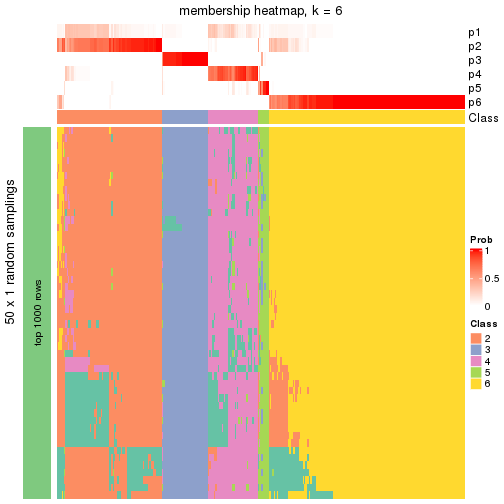 membership heatmap, k = 6
p1
p2
p3
p4
p5
p6
Class
50 x 1 random samplings
top 1000 rows
Prob
1
0.5
0
Class
2
3
4
5
6